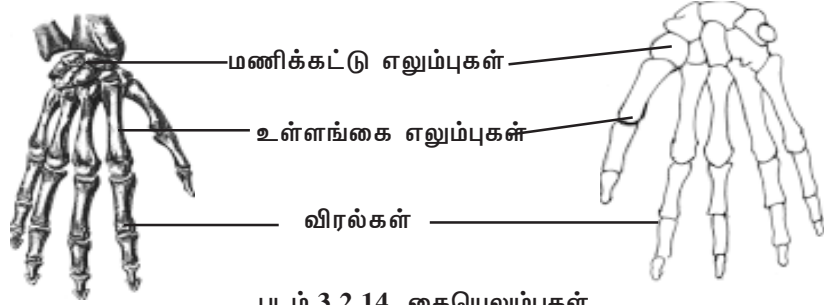 மணிக்கட்டு எலும்புகள்
உள்ளங்கை எலும்புகள்
விரல்கள்
படம் 3.2.14 கையெலும்புகள்